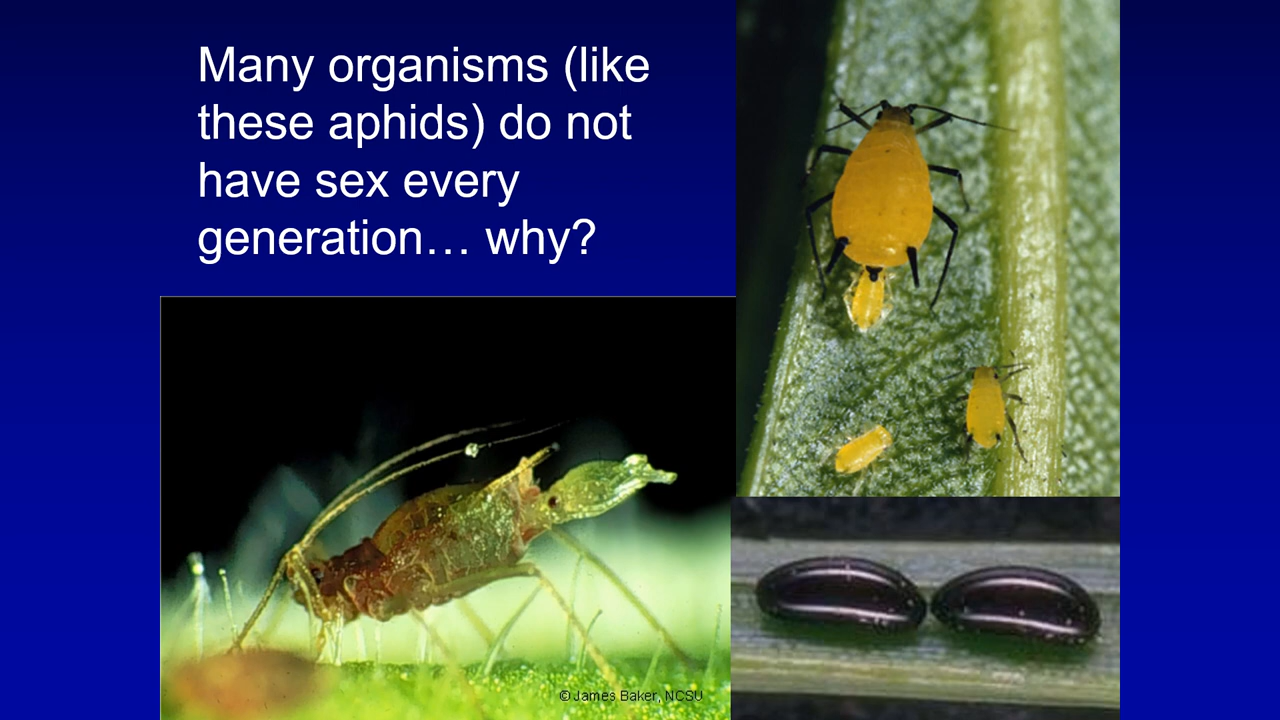 Many organisms (like
these aphids) do not
have sex every
generation… why?
© James Baker, NCSU